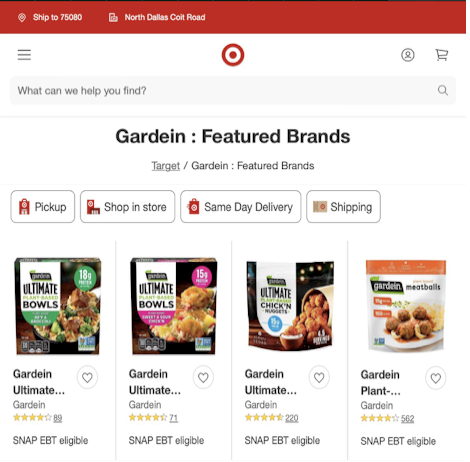 Ship to 75080
North Dallas Coit Road
What can we help you find?
Gardein : Featured Brands
Target / Gardein : Featured Brands
Pickup
Shop in store
Same Day Delivery
Shipping
gardein
ULTIMATE
PLANT-BASED
BOWLS
18g
PROTEIN
gardein
ULTIMATE
PLANT-BASED
BOWLS
15g
PROTEIN
SWEET & SOUR
CHICK'N
gardein
ULTIMATE
PLANT-BASED
CHICK'N
NUGGETS
gardein
meatballs
Gardein
Ultimate...
Gardein
89
SNAP EBT eligible
Gardein
Ultimate...
Gardein
71
SNAP EBT eligible
Gardein
Ultimate...
Gardein
220
SNAP EBT eligible
Gardein
Plant-...
Gardein
562
SNAP EBT eligible